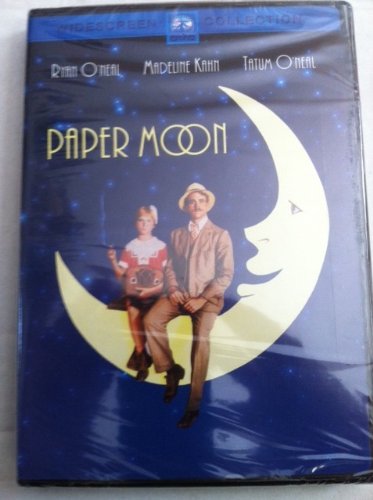 WIDESCREEN COLLECTION
RYAN O'NEAL MADELINE KAHN TATUM O'NEAL
PAPER MOON